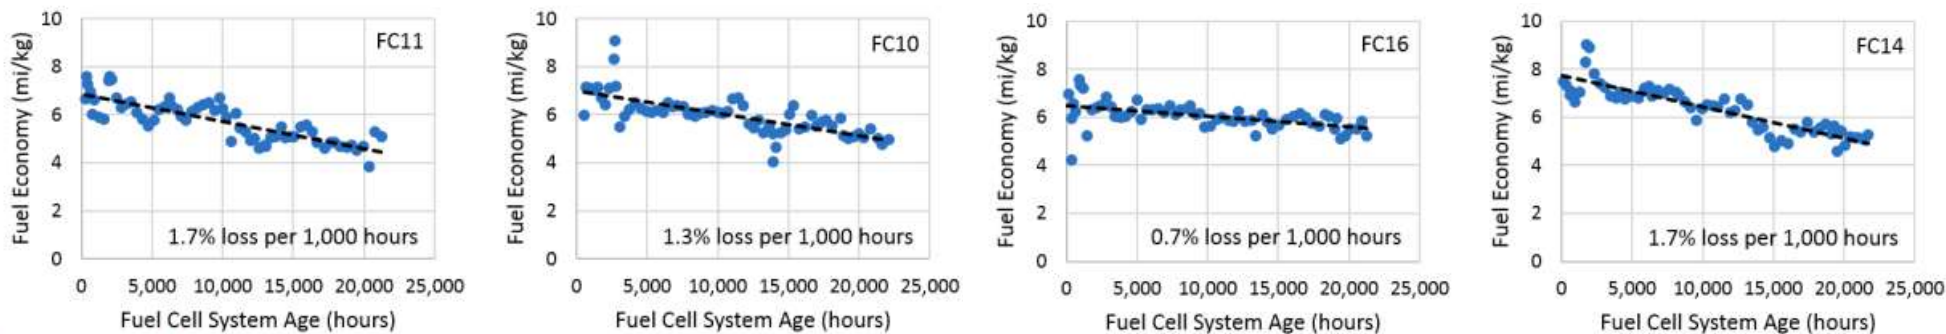 10
8
6
4
2
0
Fuel Economy (mi/kg)
FC11
1.7% loss per 1,000 hours
0 5,000 10,000 15,000 20,000 25,000
Fuel Cell System Age (hours)
10
8
6
4
2
0
Fuel Economy (mi/kg)
FC10
1.3% loss per 1,000 hours
0 5,000 10,000 15,000 20,000 25,000
Fuel Cell System Age (hours)
10
8
6
4
2
0
Fuel Economy (mi/kg)
FC16
0.7% loss per 1,000 hours
0 5,000 10,000 15,000 20,000 25,000
Fuel Cell System Age (hours)
10
8
6
4
2
0
Fuel Economy (mi/kg)
FC14
1.7% loss per 1,000 hours
0 5,000 10,000 15,000 20,000 25,000
Fuel Cell System Age (hours)